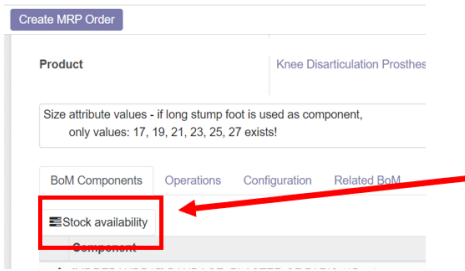 Create MRP Order
Product Knee Disarticulation Prosthes
Size attribute values - if long stump foot is used as component,
only values: 17, 19, 21, 23, 25, 27 exists!
BoM Components Operations Configuration Related BoM
Stock availability
Component